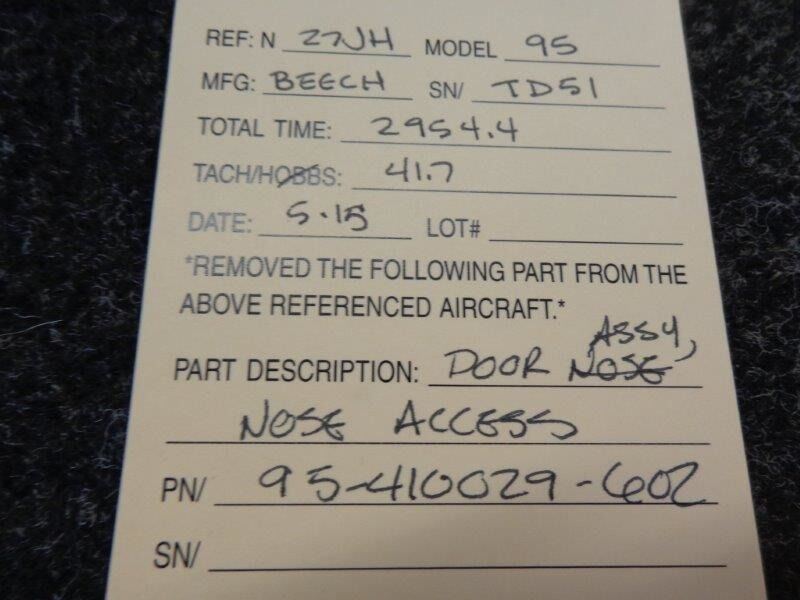 REF: N 27JH MODEL 95
MFG: BEECH SN/ TD51
TOTAL TIME: 2954.4
TACH/HOBBS: 41.7
DATE: 5.15 LOT#
*REMOVED THE FOLLOWING PART FROM THE
ABOVE REFERENCED AIRCRAFT.*
PART DESCRIPTION: DOOR NOSE ASSY,
NOSE ACCESS
PN/ 95-410029-602
SN/